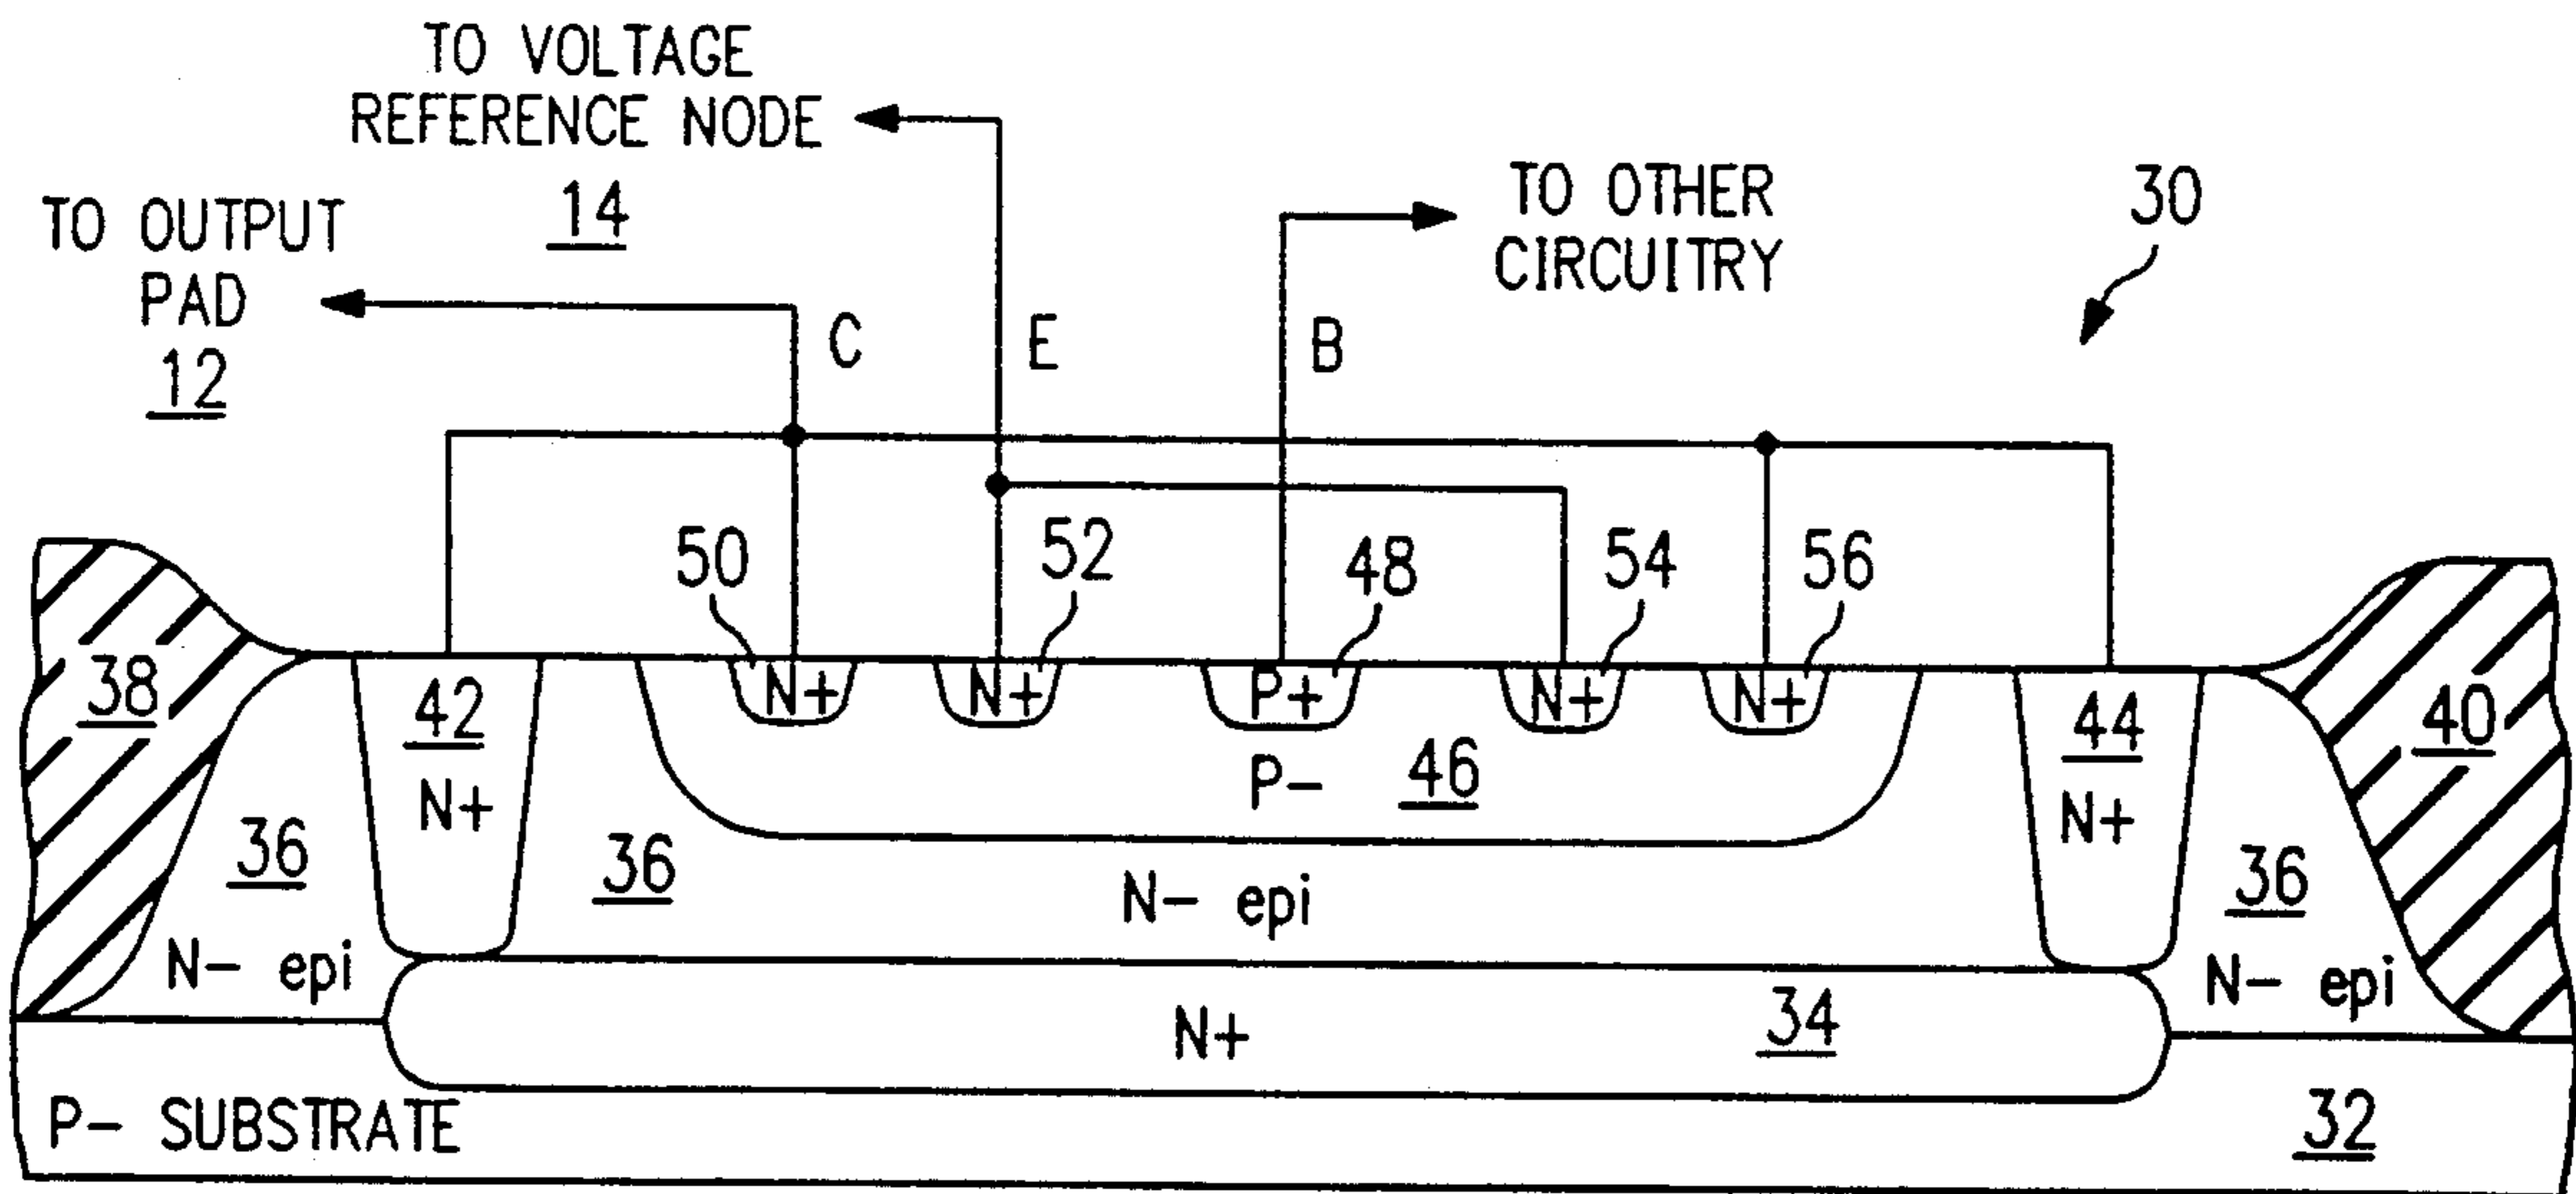 TO VOLTAGE
REFERENCE NODE
14
TO OUTPUT
PAD
12
TO OTHER
CIRCUITRY
30
C
E
B
50
52
48
54
56
38
42
N+
N+
N+
P+
N+
N+
44
N+
40
P- 46
36
36
36
N- epi
N- epi
N- epi
N+
34
P- SUBSTRATE
32